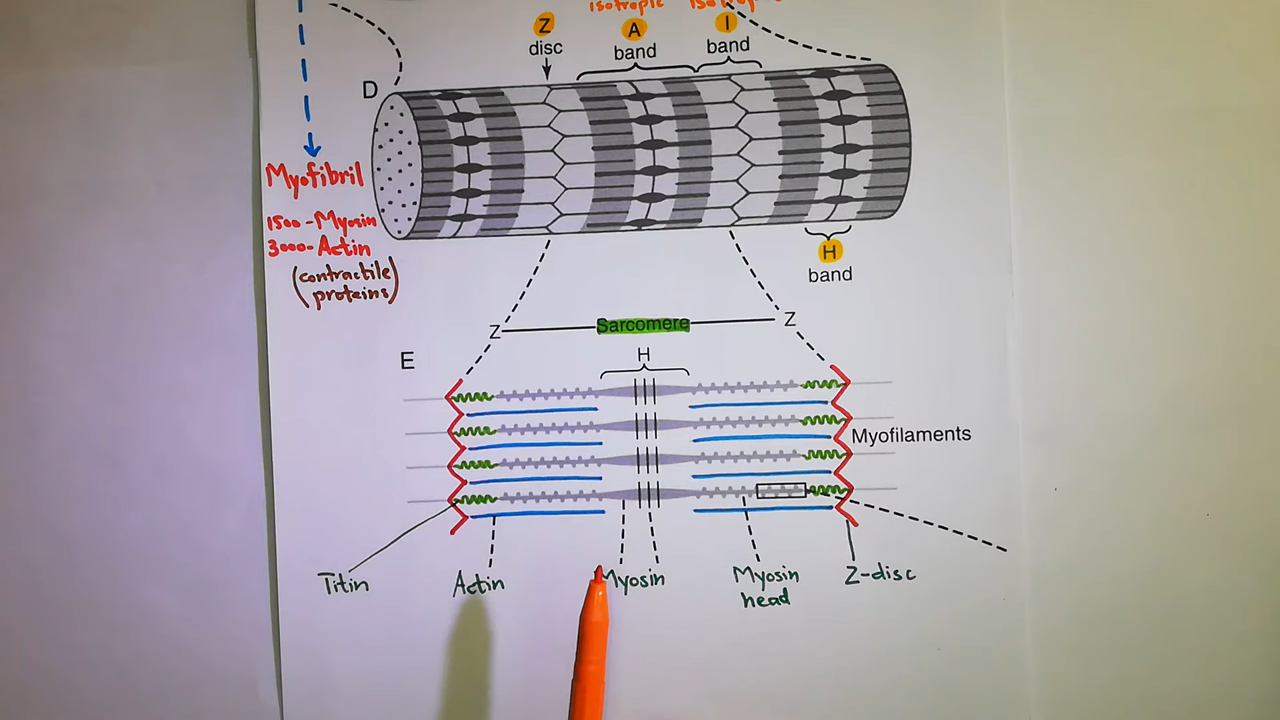 isotropic
Z
disc
A
band
I
band
D
Myofibril
1500-Myosin
3000-Actin
(contractile
proteins)
H
band
Z
Sarcomere
Z
E
H
Myofilaments
Titin
Actin
Myosin
Myosin
head
Z-disc